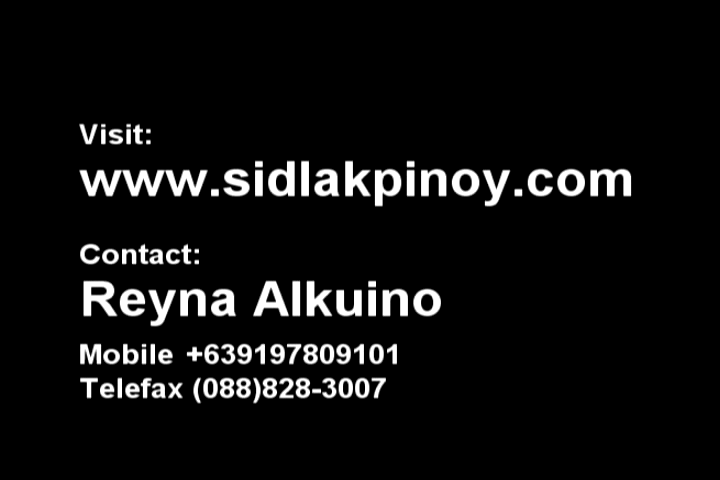 Visit:
www.sidlakpinoy.com
Contact:
Reyna Alkuino
Mobile +639197809101
Telefax (088)828-3007